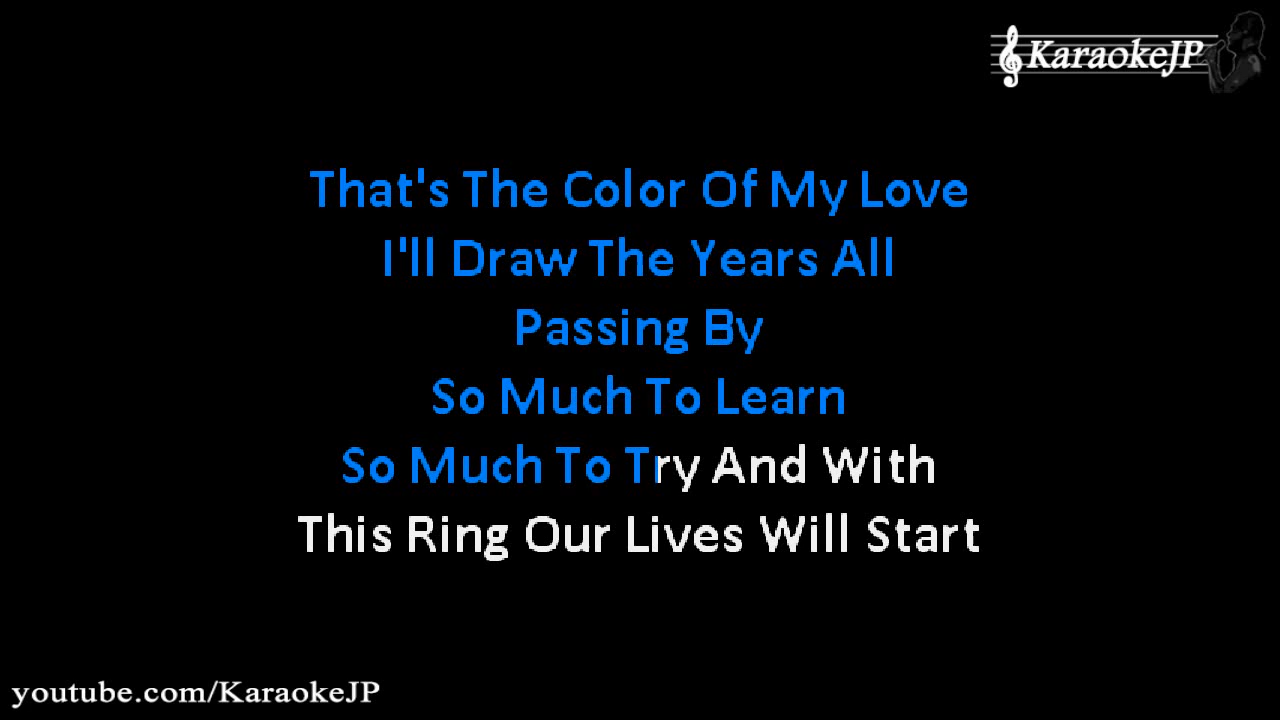 KaraokeJP
That's The Color Of My Love
I'll Draw The Years All
Passing By
So Much To Learn
So Much To Try And With
This Ring Our Lives Will Start
youtube.com/KaraokeJP